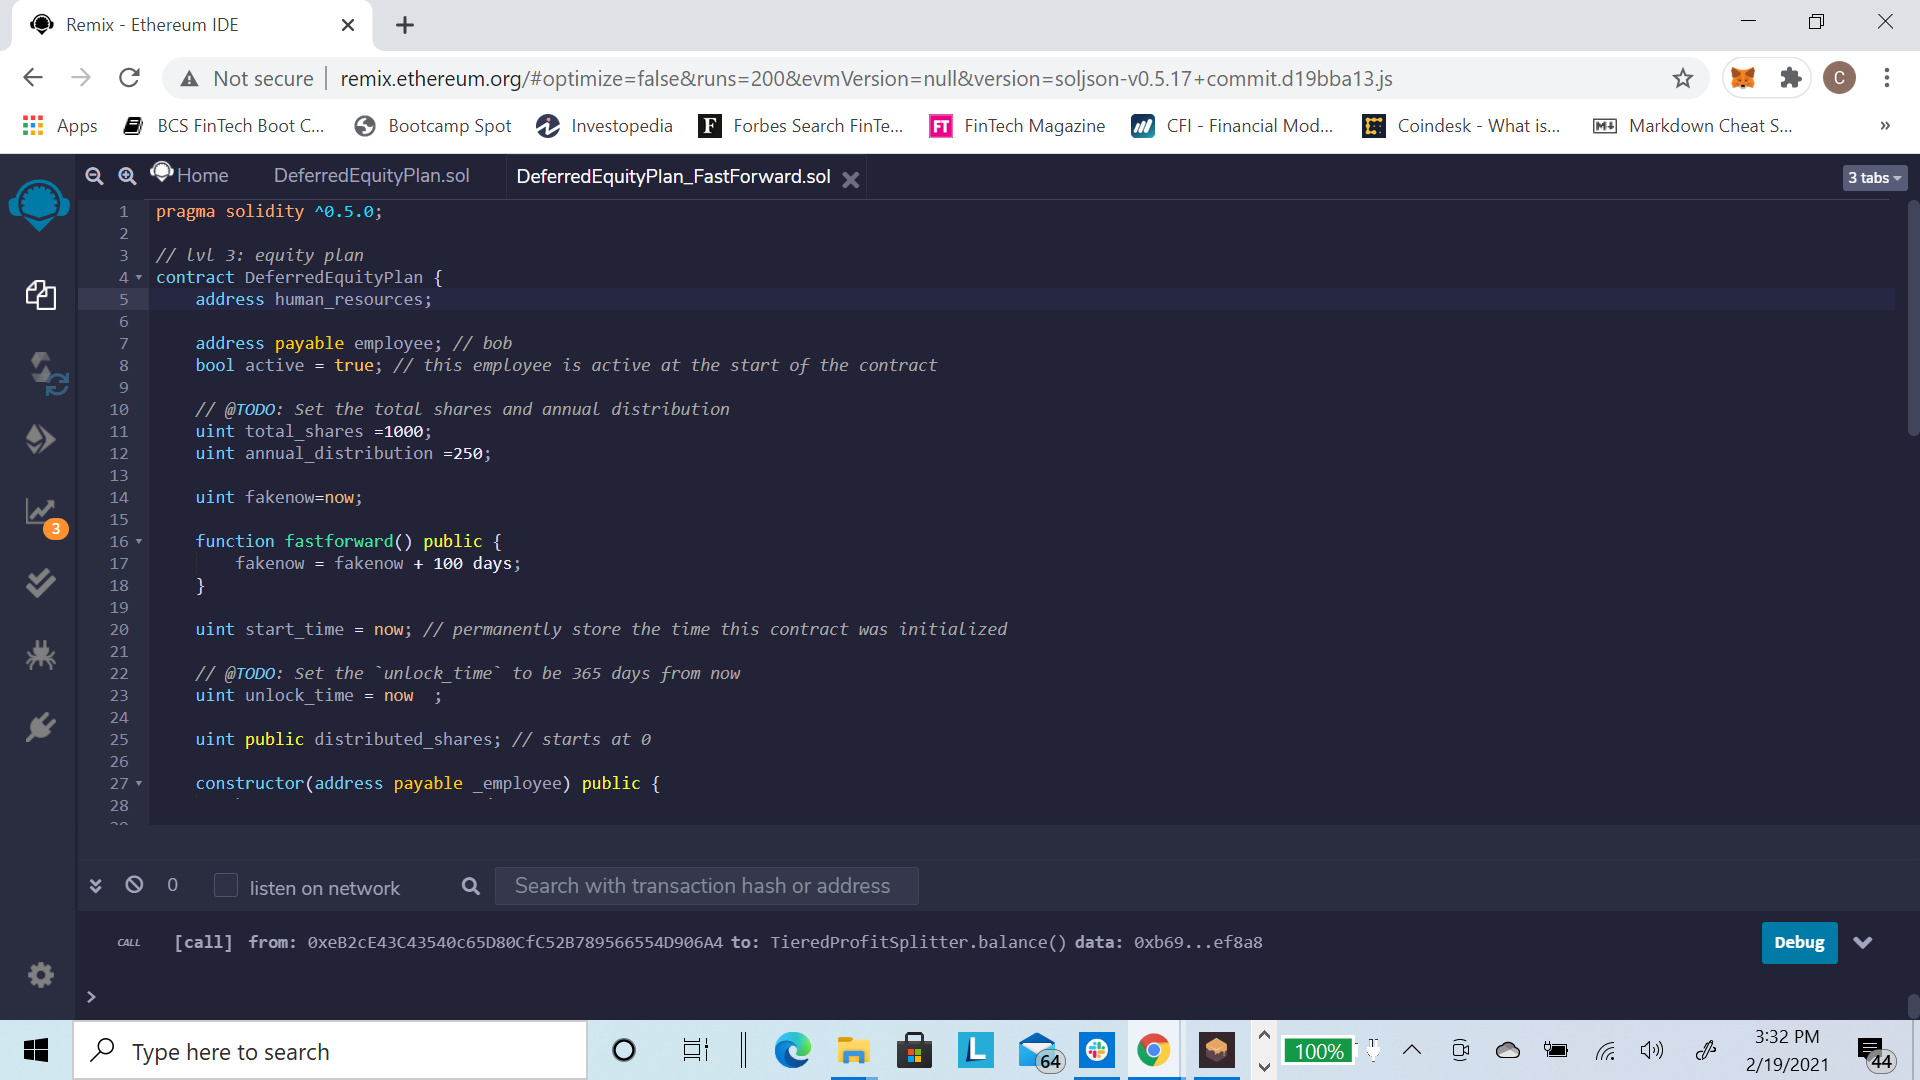 Remix - Ethereum IDE
Not secure remix.ethereum.org/#optimize=false&runs=200&evmVersion=null&version=soljson-v0.5.17+commit.d19bba13.js
C
Apps BCS FinTech Boot C... Bootcamp Spot Investopedia F Forbes Search FinTe... FT FinTech Magazine CFI - Financial Mod... Coindesk - What is... Markdown Cheat S... »
Home DeferredEquityPlan.sol DeferredEquityPlan_FastForward.sol 3 tabs
1 pragma solidity ^0.5.0;
2
3 // lvl 3: equity plan
4 contract DeferredEquityPlan {
5 address human_resources;
6
7 address payable employee; // bob
8 bool active = true; // this employee is active at the start of the contract
9
10 // @TODO: Set the total shares and annual distribution
11 uint total_shares =1000;
12 uint annual_distribution =250;
13
14 uint fakenow=now;
15
16 function fastforward() public {
17 fakenow = fakenow + 100 days;
18 }
19
20 uint start_time = now; // permanently store the time this contract was initialized
21
22 // @TODO: Set the `unlock_time` to be 365 days from now
23 uint unlock_time = now  ;
24
25 uint public distributed_shares; // starts at 0
26
27 constructor(address payable _employee) public {
28
3
0 listen on network Search with transaction hash or address
CALL [call] from: 0xeB2cE43C43540c65D80CfC52B789566554D906A4 to: TieredProfitSplitter.balance() data: 0xb69...ef8a8 Debug
>
Type here to search L 64 100% 3:32 PM
2/19/2021 44